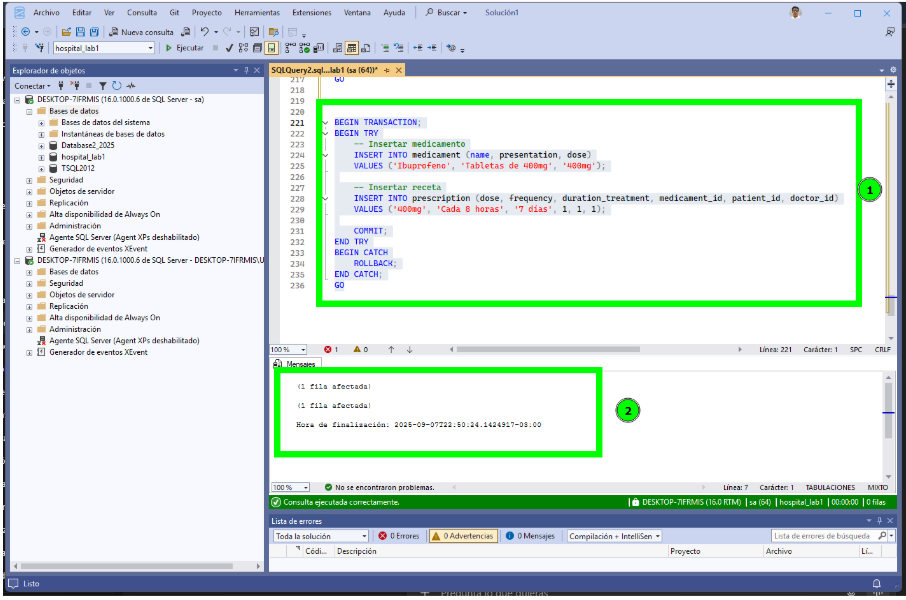 Archivo Editar Ver Consulta Git Proyecto Herramientas Extensiones Ventana Ayuda Buscar Solución1
Nueva consulta
hospital_lab1 Ejecutar
Explorador de objetos
Conectar
DESKTOP-7IFRMIS (16.0.1000.6 de SQL Server - sa)
Bases de datos
Bases de datos del sistema
Instantáneas de bases de datos
Database2_2025
hospital_lab1
TSQL2012
Seguridad
Objetos de servidor
Replicación
Alta disponibilidad de Always On
Administración
Agente SQL Server (Agent XPs deshabilitado)
Generador de eventos XEvent
DESKTOP-7IFRMIS (16.0.1000.6 de SQL Server - DESKTOP-7IFRMIS\U
Bases de datos
Seguridad
Objetos de servidor
Replicación
Alta disponibilidad de Always On
Administración
Agente SQL Server (Agent XPs deshabilitado)
Generador de eventos XEvent
SQLQuery2.sql...lab1 (sa (64))*
217 GO
218
219
220
221 BEGIN TRANSACTION;
222 BEGIN TRY
223 -- Insertar medicamento
224 INSERT INTO medicament (name, presentation, dose)
225 VALUES ('Ibuprofeno', 'Tabletas de 400mg', '400mg');
226
227 -- Insertar receta
228 INSERT INTO prescription (dose, frequency, duration_treatment, medicament_id, patient_id, doctor_id)
229 VALUES ('400mg', 'Cada 8 horas', '7 días', 1, 1, 1);
230
231 COMMIT;
232 END TRY
233 BEGIN CATCH
234 ROLLBACK;
235 END CATCH;
236 GO
1
100 % 1 0 Línea: 221 Carácter: 1 SPC CRLF
Mensajes
(1 fila afectada)
(1 fila afectada)
Hora de finalización: 2025-09-07T22:50:24.1424917-03:00
2
100 % No se encontraron problemas. Línea: 7 Carácter: 1 TABULACIONES MIXTO
Consulta ejecutada correctamente. DESKTOP-7IFRMIS (16.0 RTM) sa (64) hospital_lab1 00:00:00 0 filas
Lista de errores
Toda la solución 0 Errores 0 Advertencias 0 Mensajes Compilación + IntelliSen Lista de errores de búsqueda
Códi... Descripción Proyecto Archivo Lí...
Listo
Pregunta lo que quieras